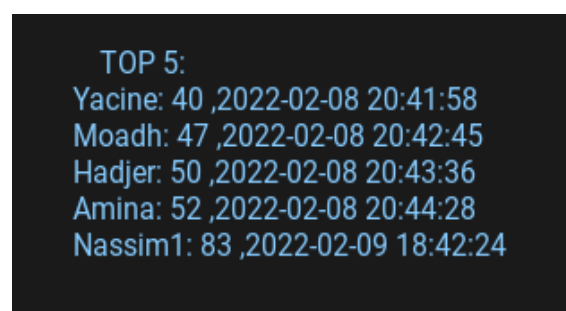 TOP 5:
Yacine: 40 ,2022-02-08 20:41:58
Moadh: 47 ,2022-02-08 20:42:45
Hadjer: 50 ,2022-02-08 20:43:36
Amina: 52 ,2022-02-08 20:44:28
Nassim1: 83 ,2022-02-09 18:42:24